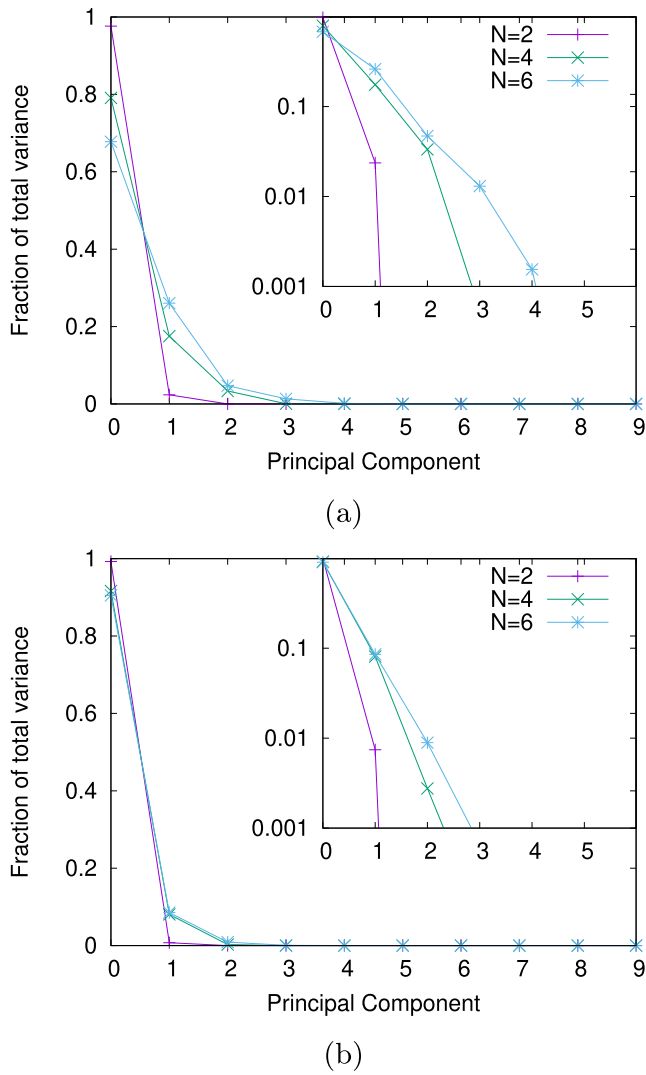 1
0.8
0.6
0.4
0.2
0
Fraction of total variance
0 1 2 3 4 5 6 7 8 9
Principal Component
0.1
0.01
0.001
0 1 2 3 4 5
N=2
N=4
N=6
(a)
1
0.8
0.6
0.4
0.2
0
Fraction of total variance
0 1 2 3 4 5 6 7 8 9
Principal Component
0.1
0.01
0.001
0 1 2 3 4 5
N=2
N=4
N=6
(b)